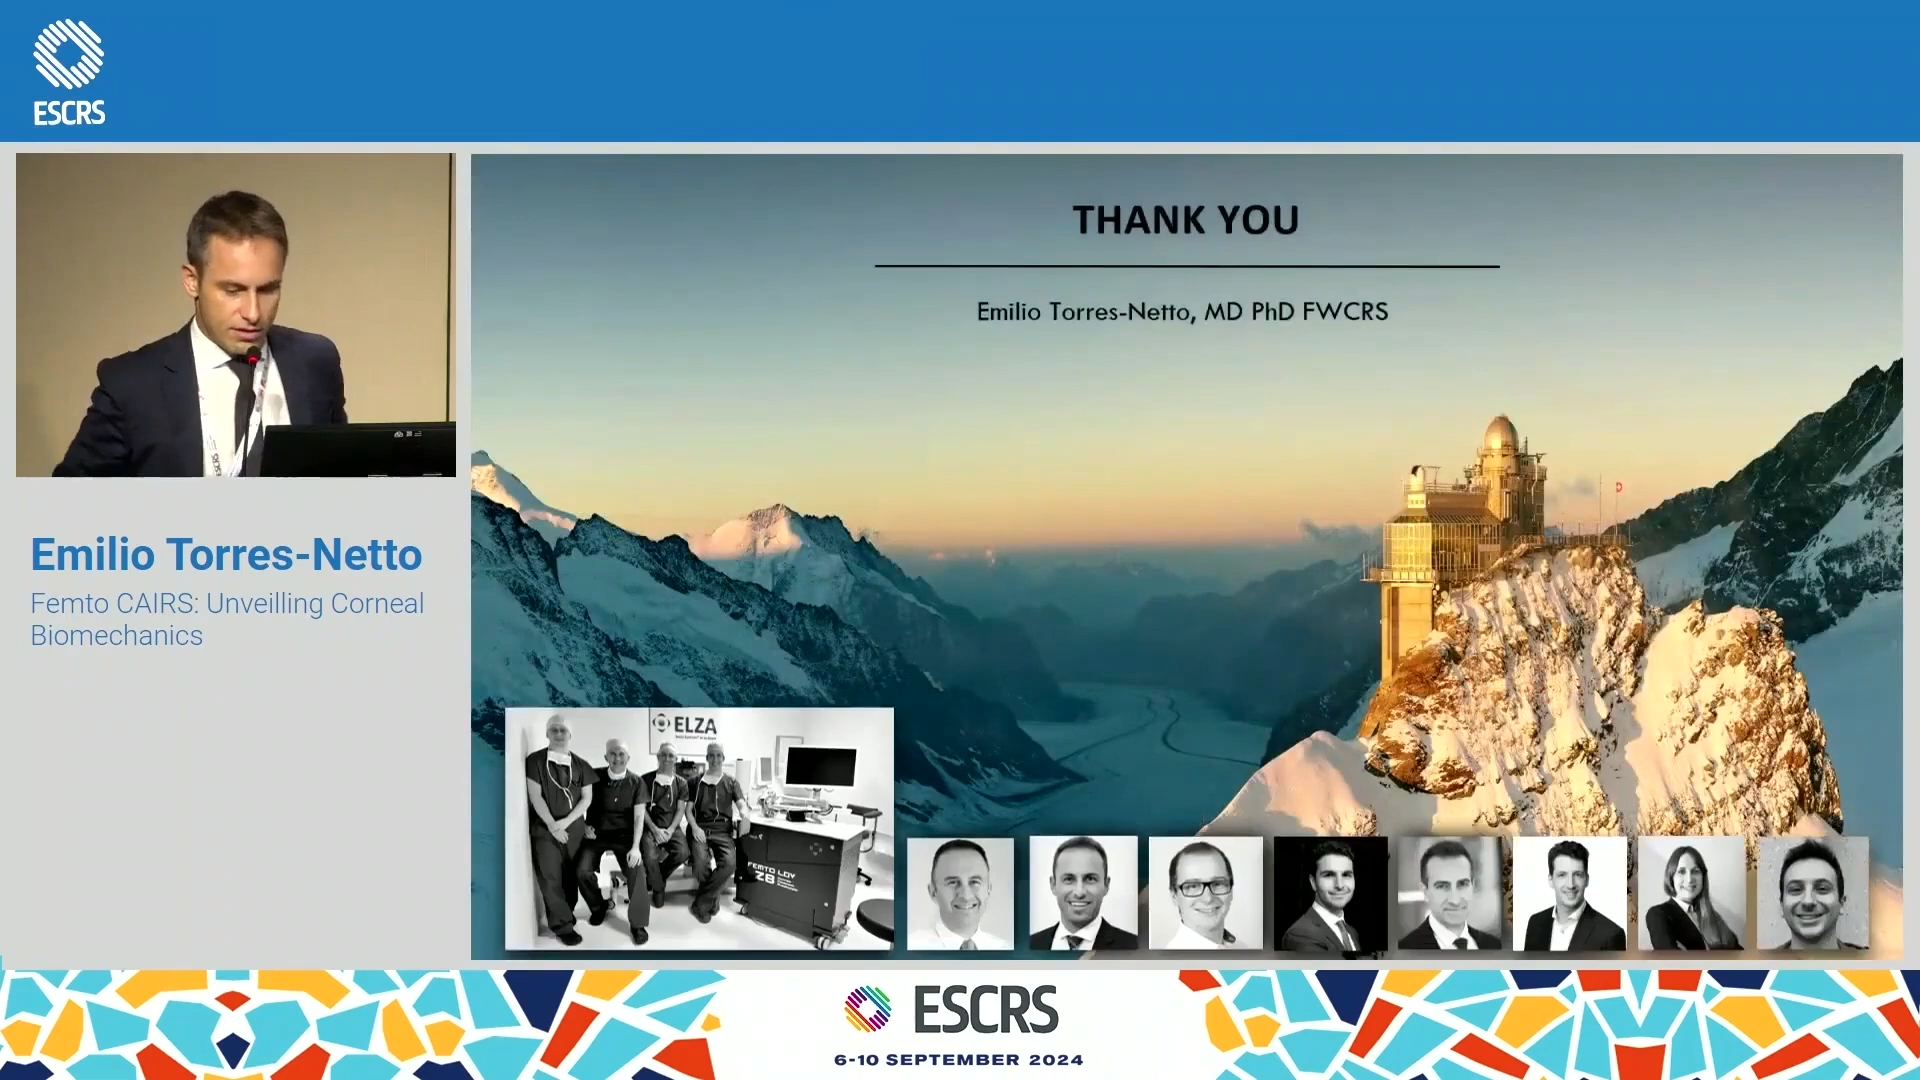 ESCRS
THANK YOU
Emilio Torres-Netto, MD PhD FWCRS
Emilio Torres-Netto
Femto CAIRS: Unveilling Corneal
Biomechanics
ELZA
FEMTO LDV
Z8
ESCRS
6-10 SEPTEMBER 2024